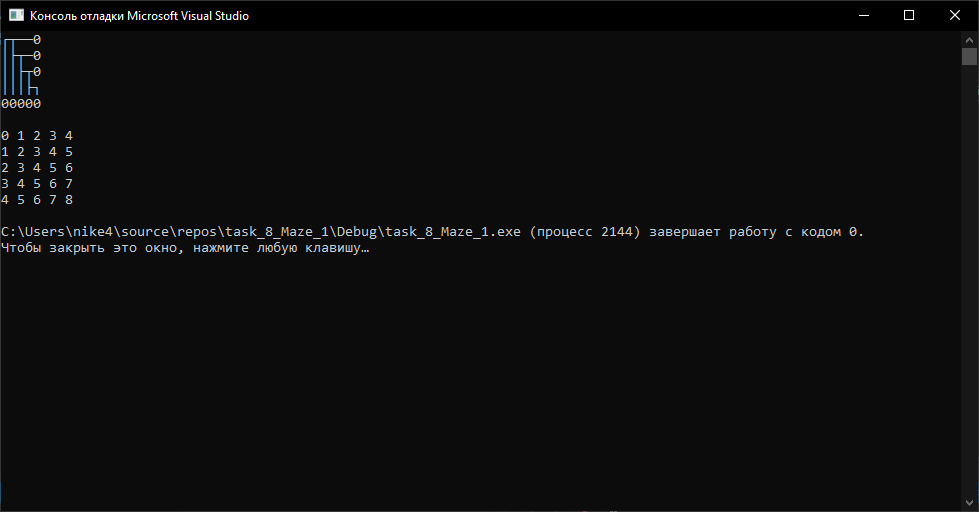 Консоль отладки Microsoft Visual Studio
┌┬──0
│├┬─0
││├┬0
│││├┐
00000
0 1 2 3 4
1 2 3 4 5
2 3 4 5 6
3 4 5 6 7
4 5 6 7 8
C:\Users\nike4\source\repos\task_8_Maze_1\Debug\task_8_Maze_1.exe (процесс 2144) завершает работу с кодом 0.
Чтобы закрыть это окно, нажмите любую клавишу…